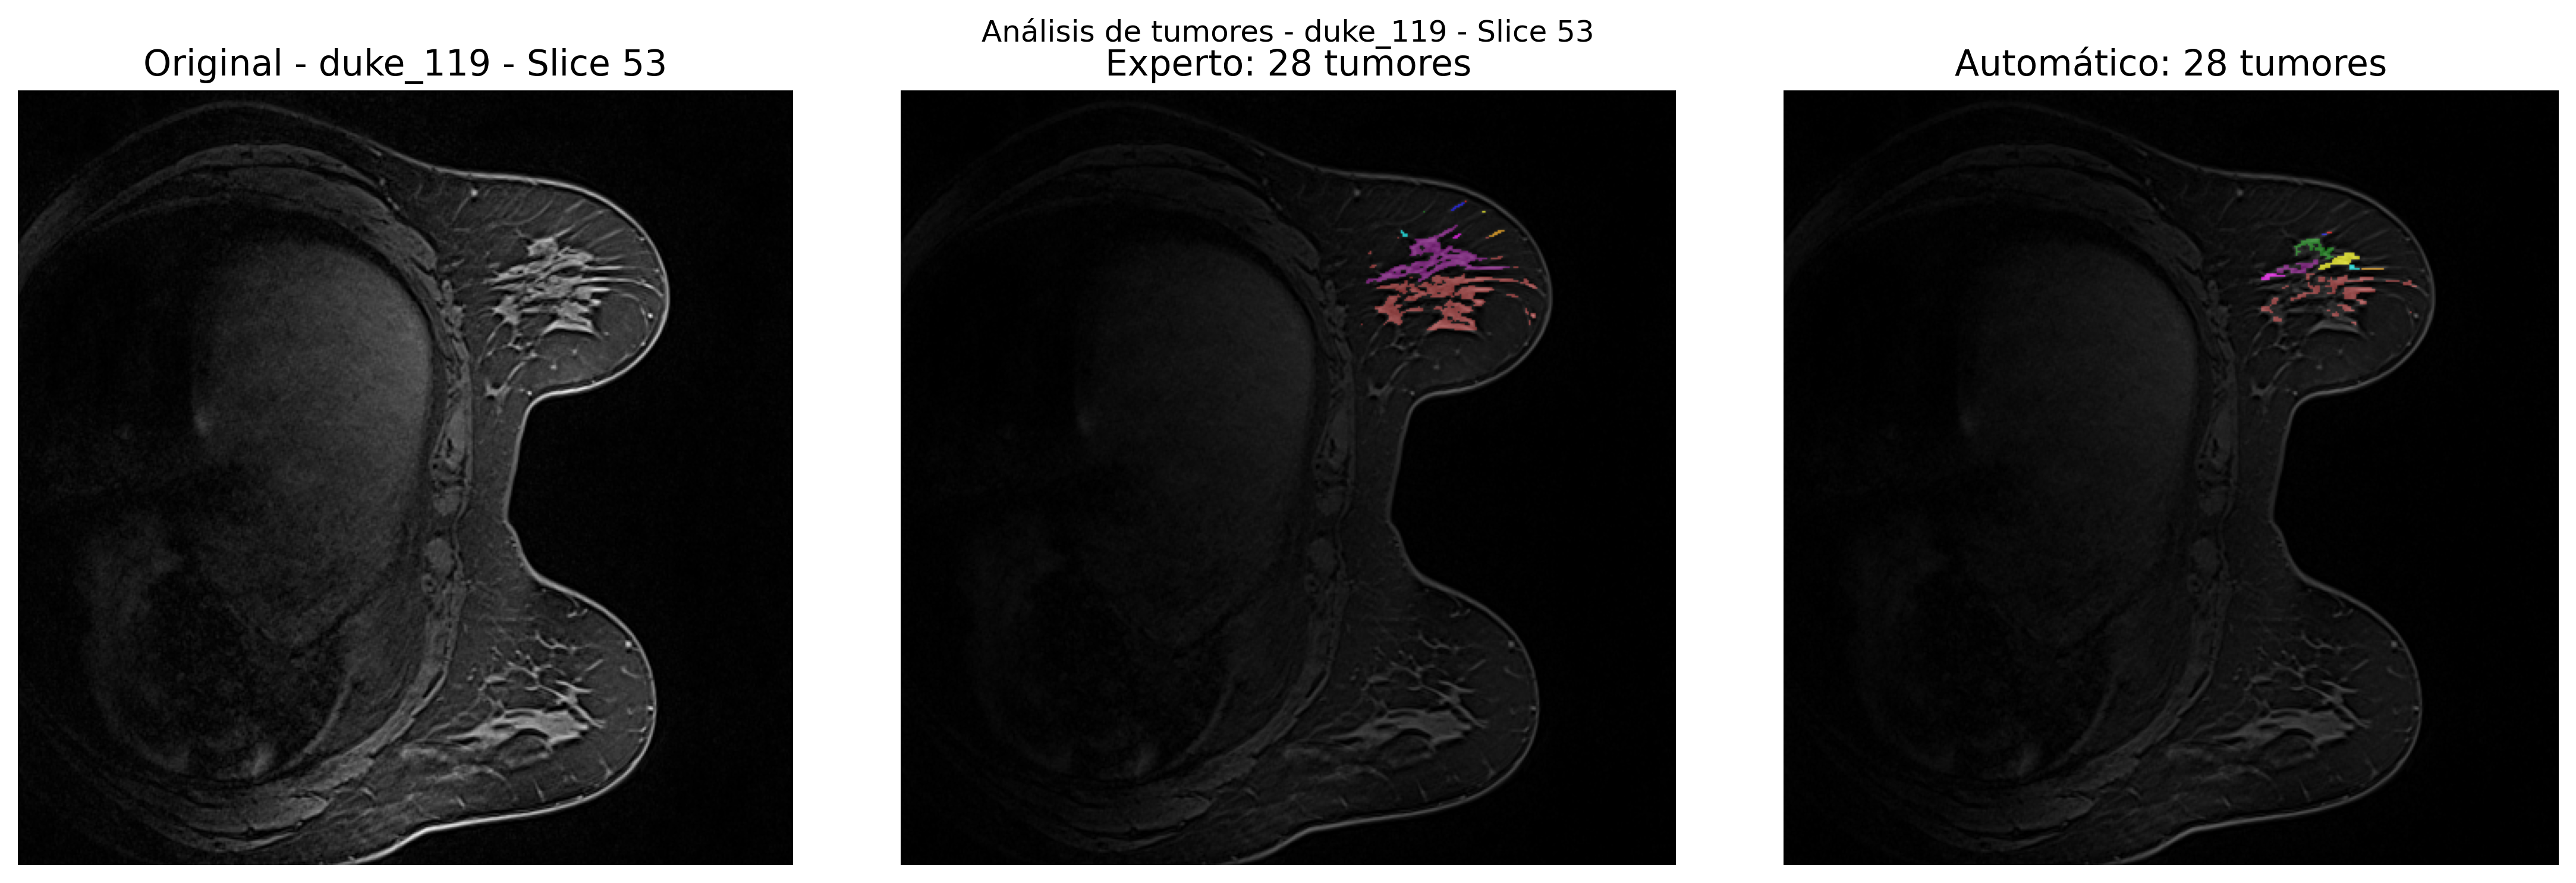 Análisis de tumores - duke_119 - Slice 53
Original - duke_119 - Slice 53
Experto: 28 tumores
Automático: 28 tumores